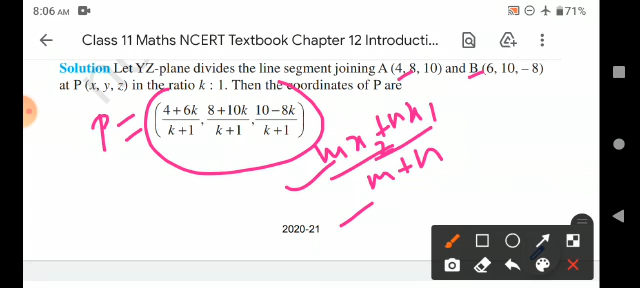 8:06 AM 71%
Class 11 Maths NCERT Textbook Chapter 12 Introducti...
Solution Let YZ-plane divides the line segment joining A (4, 8, 10) and B (6, 10, – 8)
at P (x, y, z) in the ratio k : 1. Then the coordinates of P are
P = ( (4+6k)/(k+1), (8+10k)/(k+1), (10−8k)/(k+1) )
mx₂+nx₁
m+n
2020-21